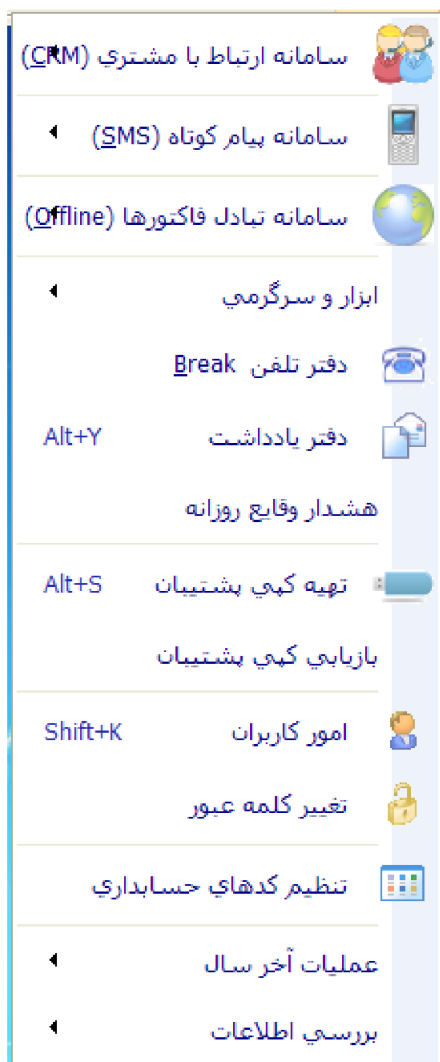 سامانه ارتباط با مشتري (CRM)
سامانه پيام كوتاه (SMS)
سامانه تبادل فاكتورها (Offline)
ابزار و سرگرمي
دفتر تلفن Break
دفتر يادداشت Alt+Y
هشدار وقايع روزانه
تهيه كپي پشتيبان Alt+S
بازيابي كپي پشتيبان
امور كاربران Shift+K
تغيير كلمه عبور
تنظيم كدهاي حسابداري
عمليات آخر سال
بررسي اطلاعات